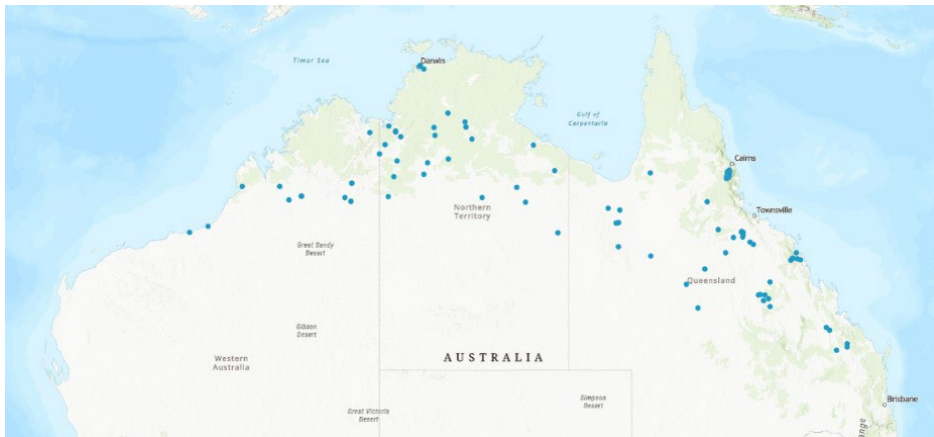 Timor Sea
Darwin
Gulf of
Carpentaria
Cairns
Townsville
Northern
Territory
Great Sandy
Desert
Queensland
Gibson
Desert
Western
Australia
AUSTRALIA
Great Victoria
Desert
Simpson
Desert
Brisbane